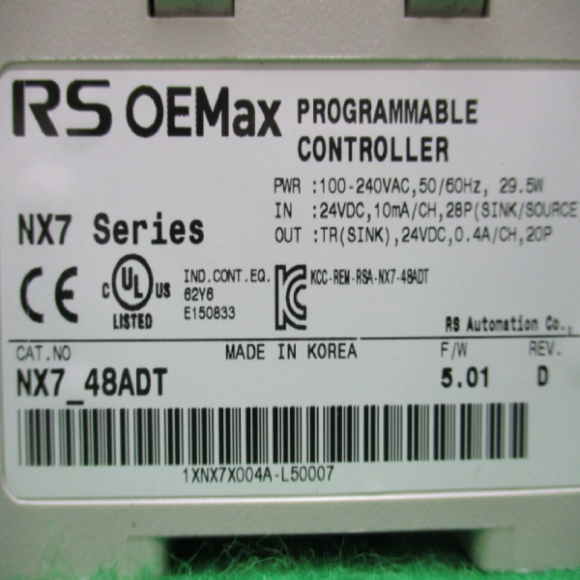 RS OEMax PROGRAMMABLE
CONTROLLER
PWR :100-240VAC,50/60Hz, 29.5W
IN :24VDC,10mA/CH,28P(SINK/SOURCE
OUT :TR(SINK),24VDC,0.4A/CH,20P
NX7 Series
CE
c UL us
LISTED
IND.CONT.EQ.
62Y6
E150833
KCC-REM-RSA-NX7-48ADT
RS Automation Co.,
CAT.NO MADE IN KOREA F/W REV.
NX7_48ADT 5.01 D
1XNX7X004A-L50007